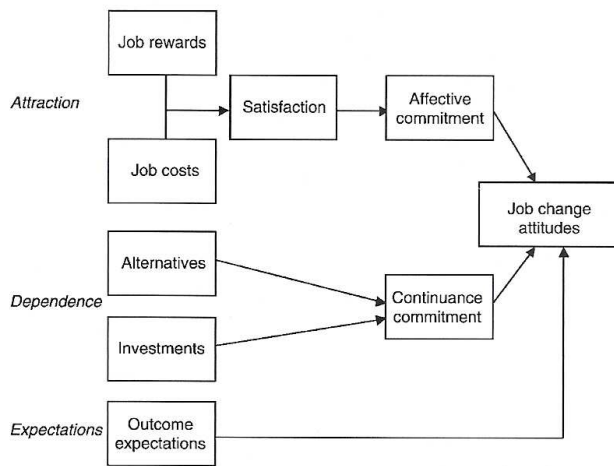 Job rewards
Attraction
Satisfaction
Affective
commitment
Job costs
Job change
attitudes
Alternatives
Dependence
Continuance
commitment
Investments
Expectations
Outcome
expectations